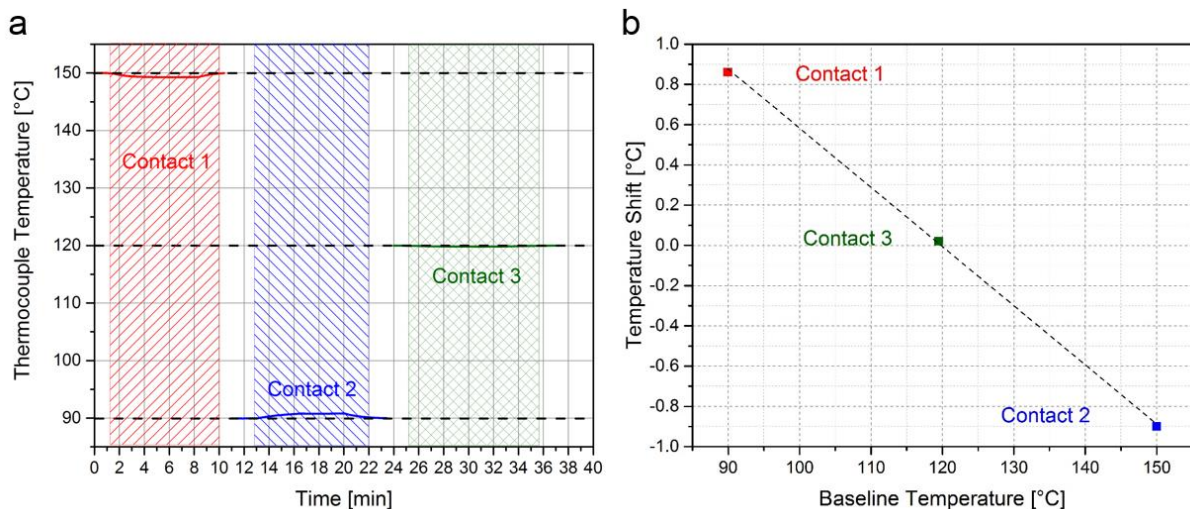 a
Thermocouple Temperature [°C]
150
140
130
120
110
100
90
Contact 1
Contact 2
Contact 3
0 2 4 6 8 10 12 14 16 18 20 22 24 26 28 30 32 34 36 38 40
Time [min]
b
Temperature Shift [°C]
1.0
0.8
0.6
0.4
0.2
0.0
-0.2
-0.4
-0.6
-0.8
-1.0
Contact 1
Contact 3
Contact 2
90 100 110 120 130 140 150
Baseline Temperature [°C]